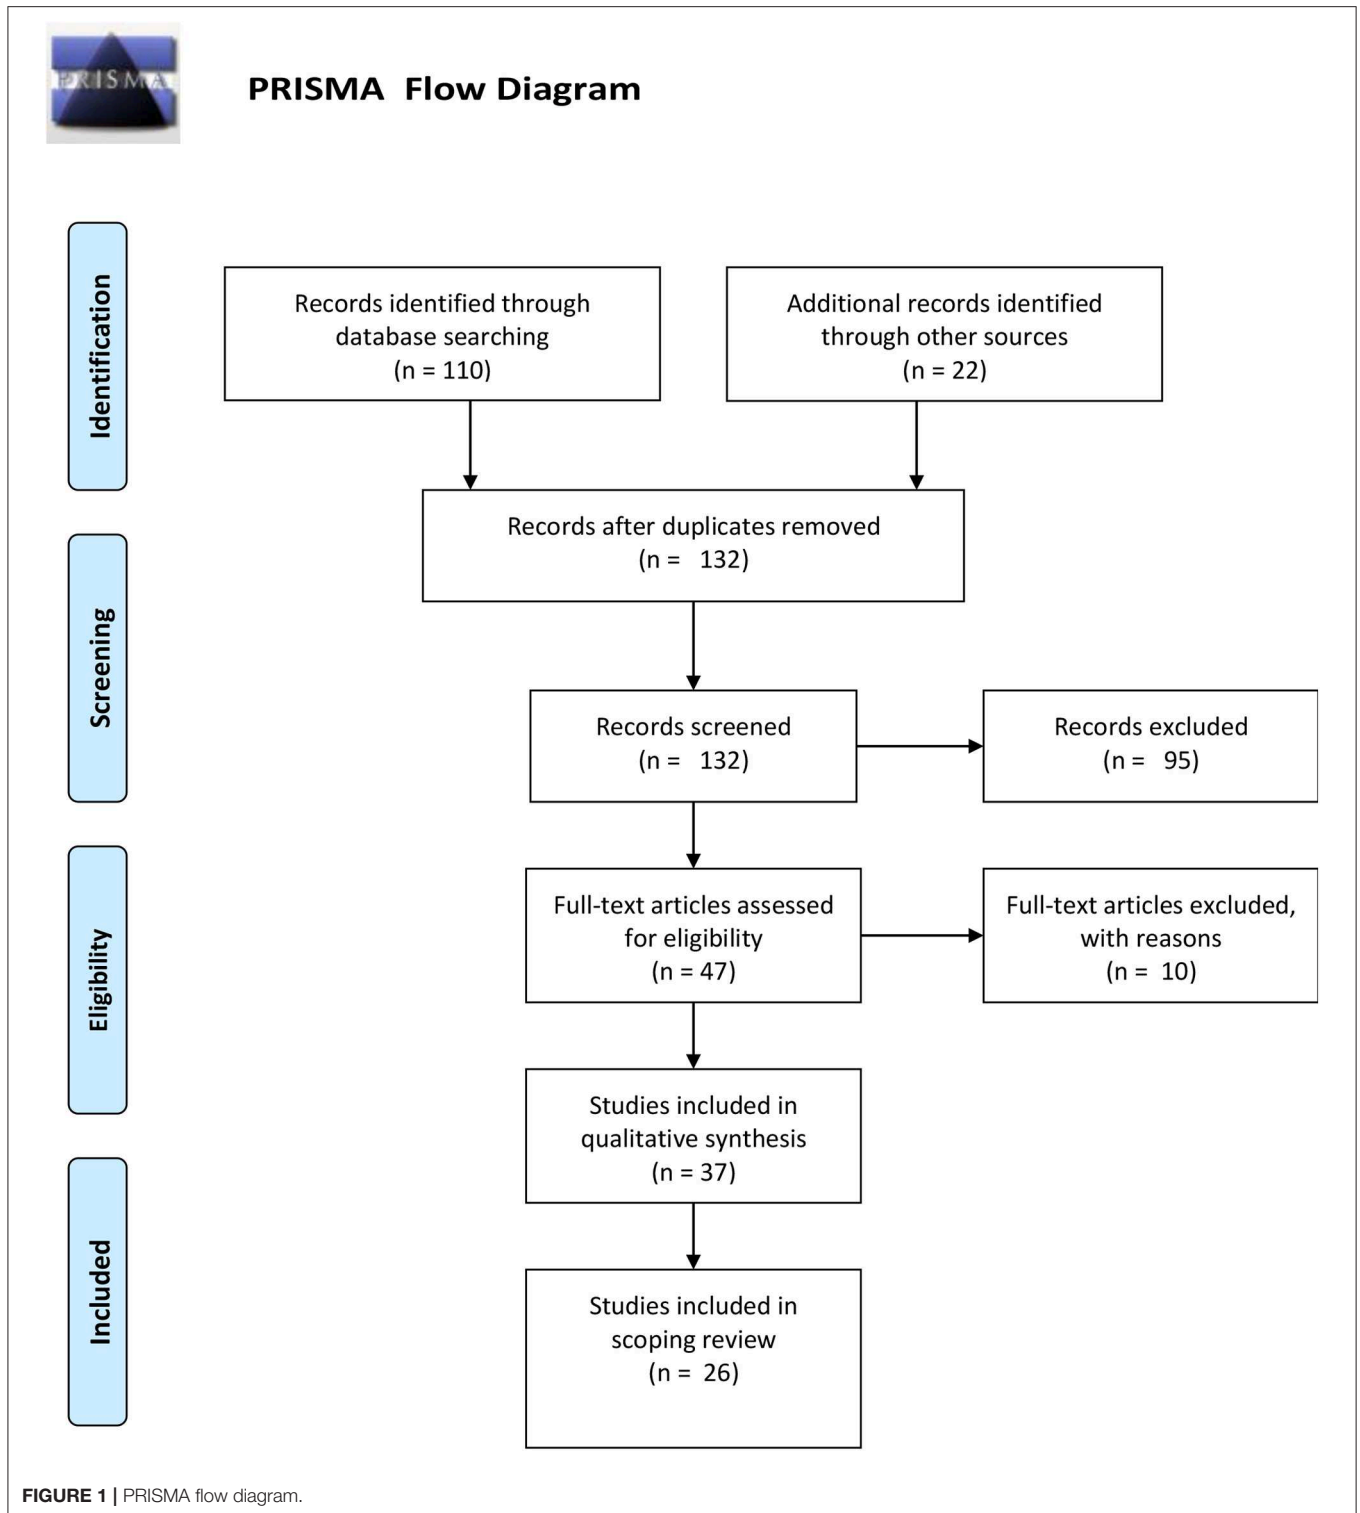 PRISMA
PRISMA Flow Diagram
Identification
Records identified through
database searching
(n = 110)
Additional records identified
through other sources
(n = 22)
Records after duplicates removed
(n = 132)
Screening
Records screened
(n = 132)
Records excluded
(n = 95)
Eligibility
Full-text articles assessed
for eligibility
(n = 47)
Full-text articles excluded,
with reasons
(n = 10)
Studies included in
qualitative synthesis
(n = 37)
Included
Studies included in
scoping review
(n = 26)
FIGURE 1 | PRISMA flow diagram.